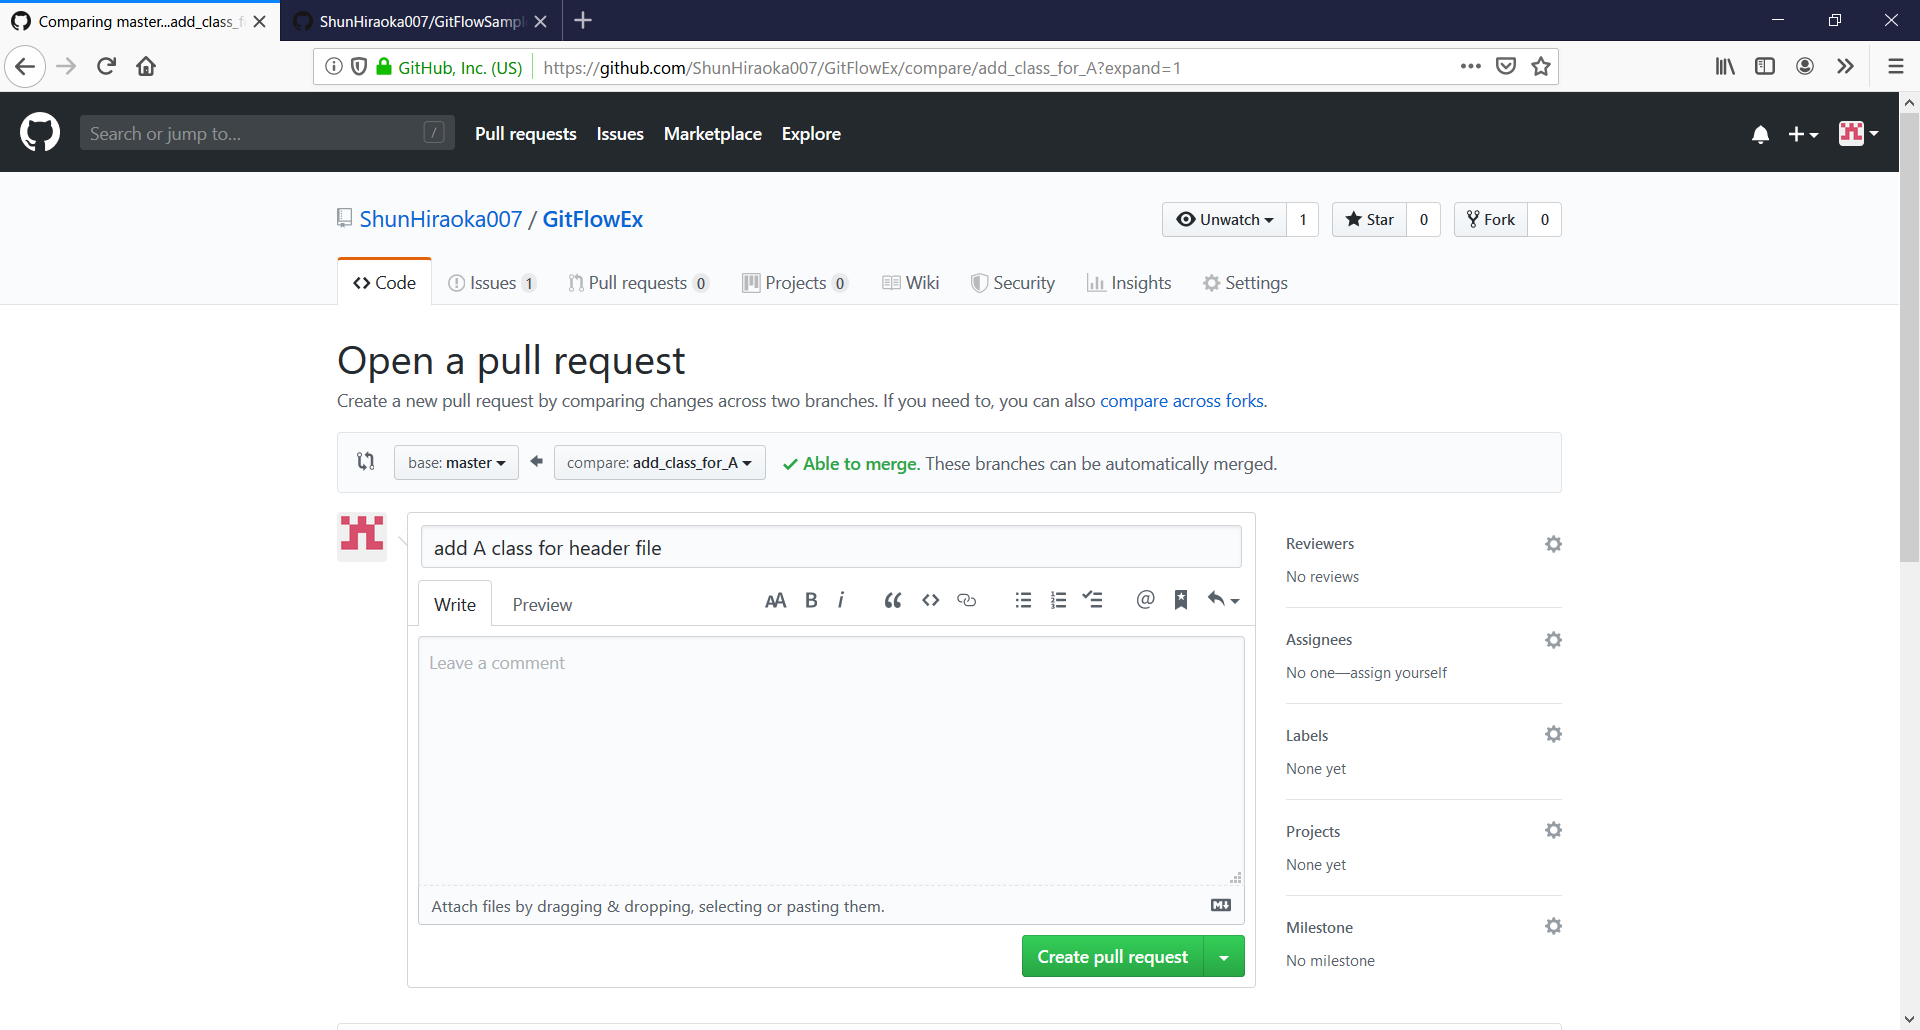 Comparing master...add_class_f
ShunHiraoka007/GitFlowSampl
GitHub, Inc. (US)
https://github.com/ShunHiraoka007/GitFlowEx/compare/add_class_for_A?expand=1
Search or jump to...
/
Pull requests
Issues
Marketplace
Explore
ShunHiraoka007 / GitFlowEx
Unwatch
1
Star
0
Fork
0
Code
Issues 1
Pull requests 0
Projects 0
Wiki
Security
Insights
Settings
Open a pull request
Create a new pull request by comparing changes across two branches. If you need to, you can also compare across forks.
base: master
compare: add_class_for_A
Able to merge. These branches can be automatically merged.
add A class for header file
Write
Preview
AA B i
@
Leave a comment
Attach files by dragging & dropping, selecting or pasting them.
M
Create pull request
Reviewers
No reviews
Assignees
No one—assign yourself
Labels
None yet
Projects
None yet
Milestone
No milestone